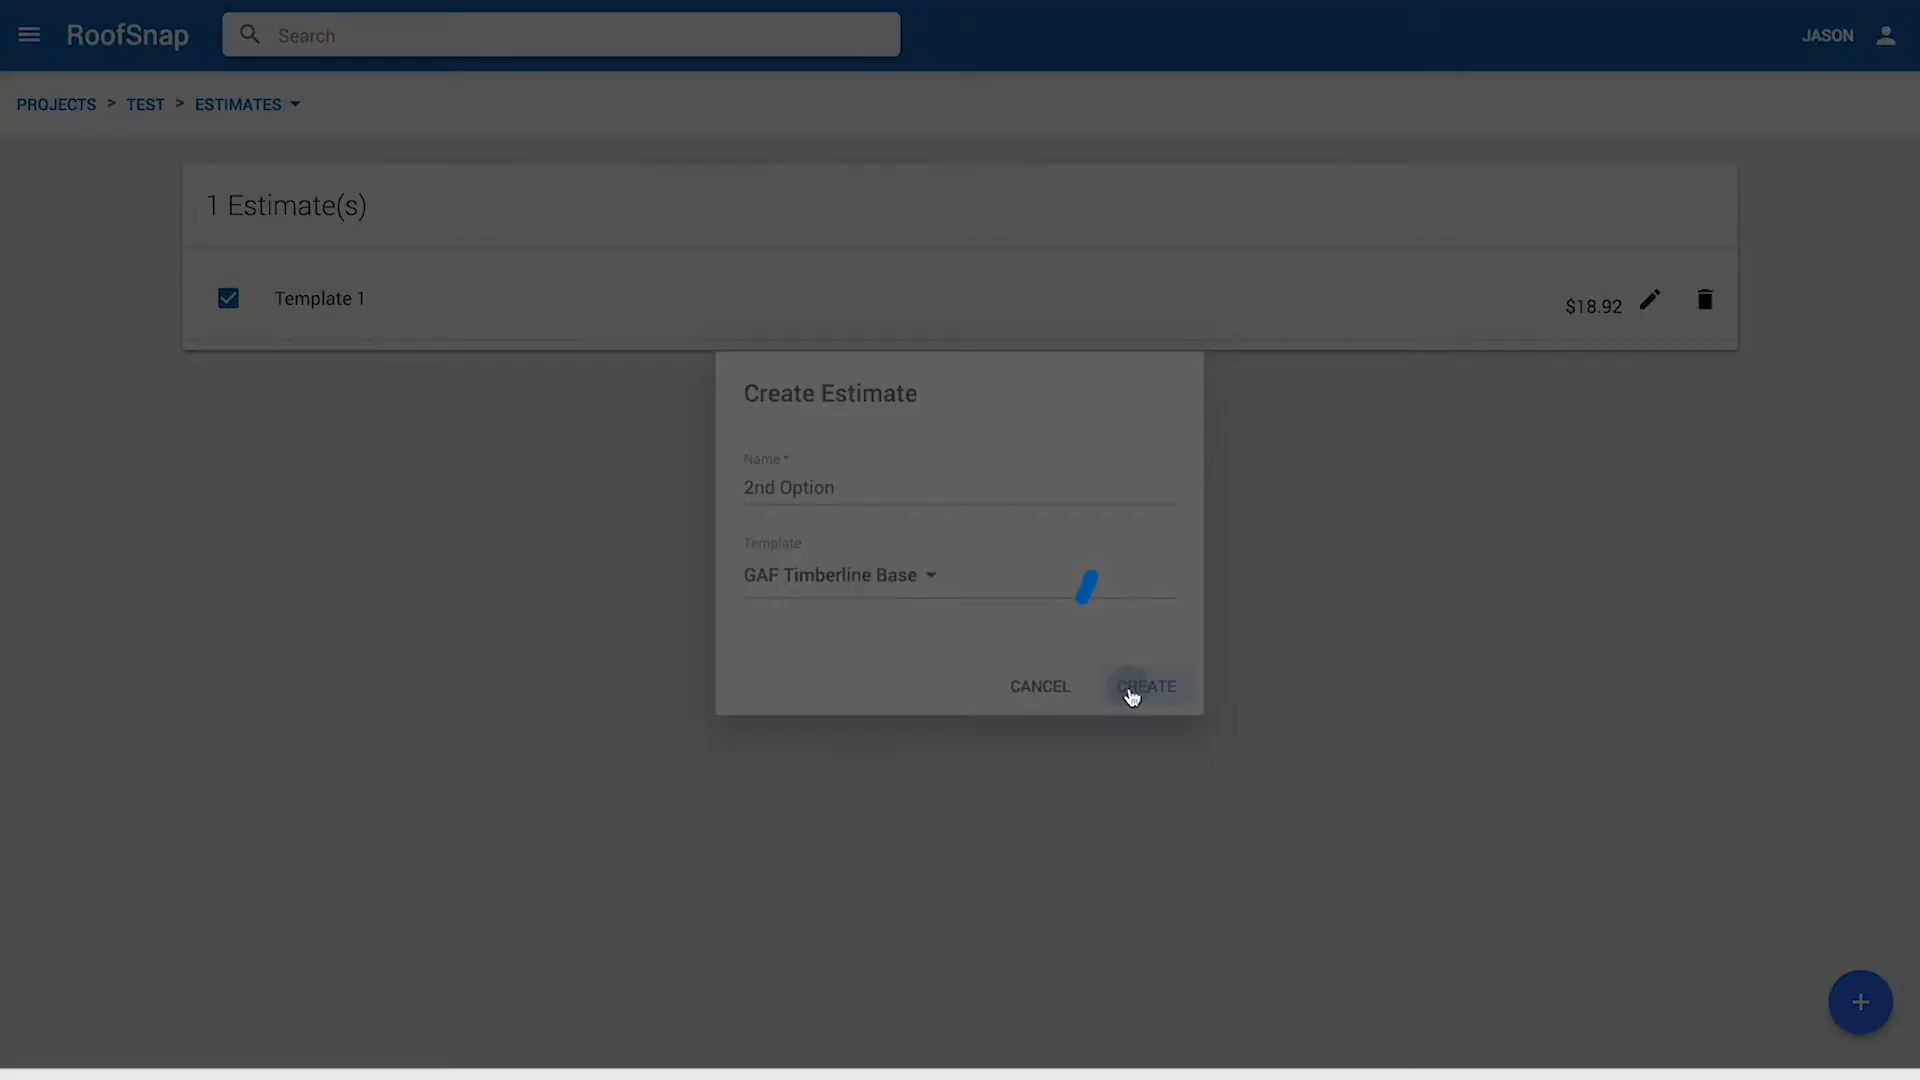 RoofSnap
Search
JASON
PROJECTS > TEST > ESTIMATES
1 Estimate(s)
Template 1
$18.92
Create Estimate
Name *
2nd Option
Template
GAF Timberline Base
CANCEL
CREATE